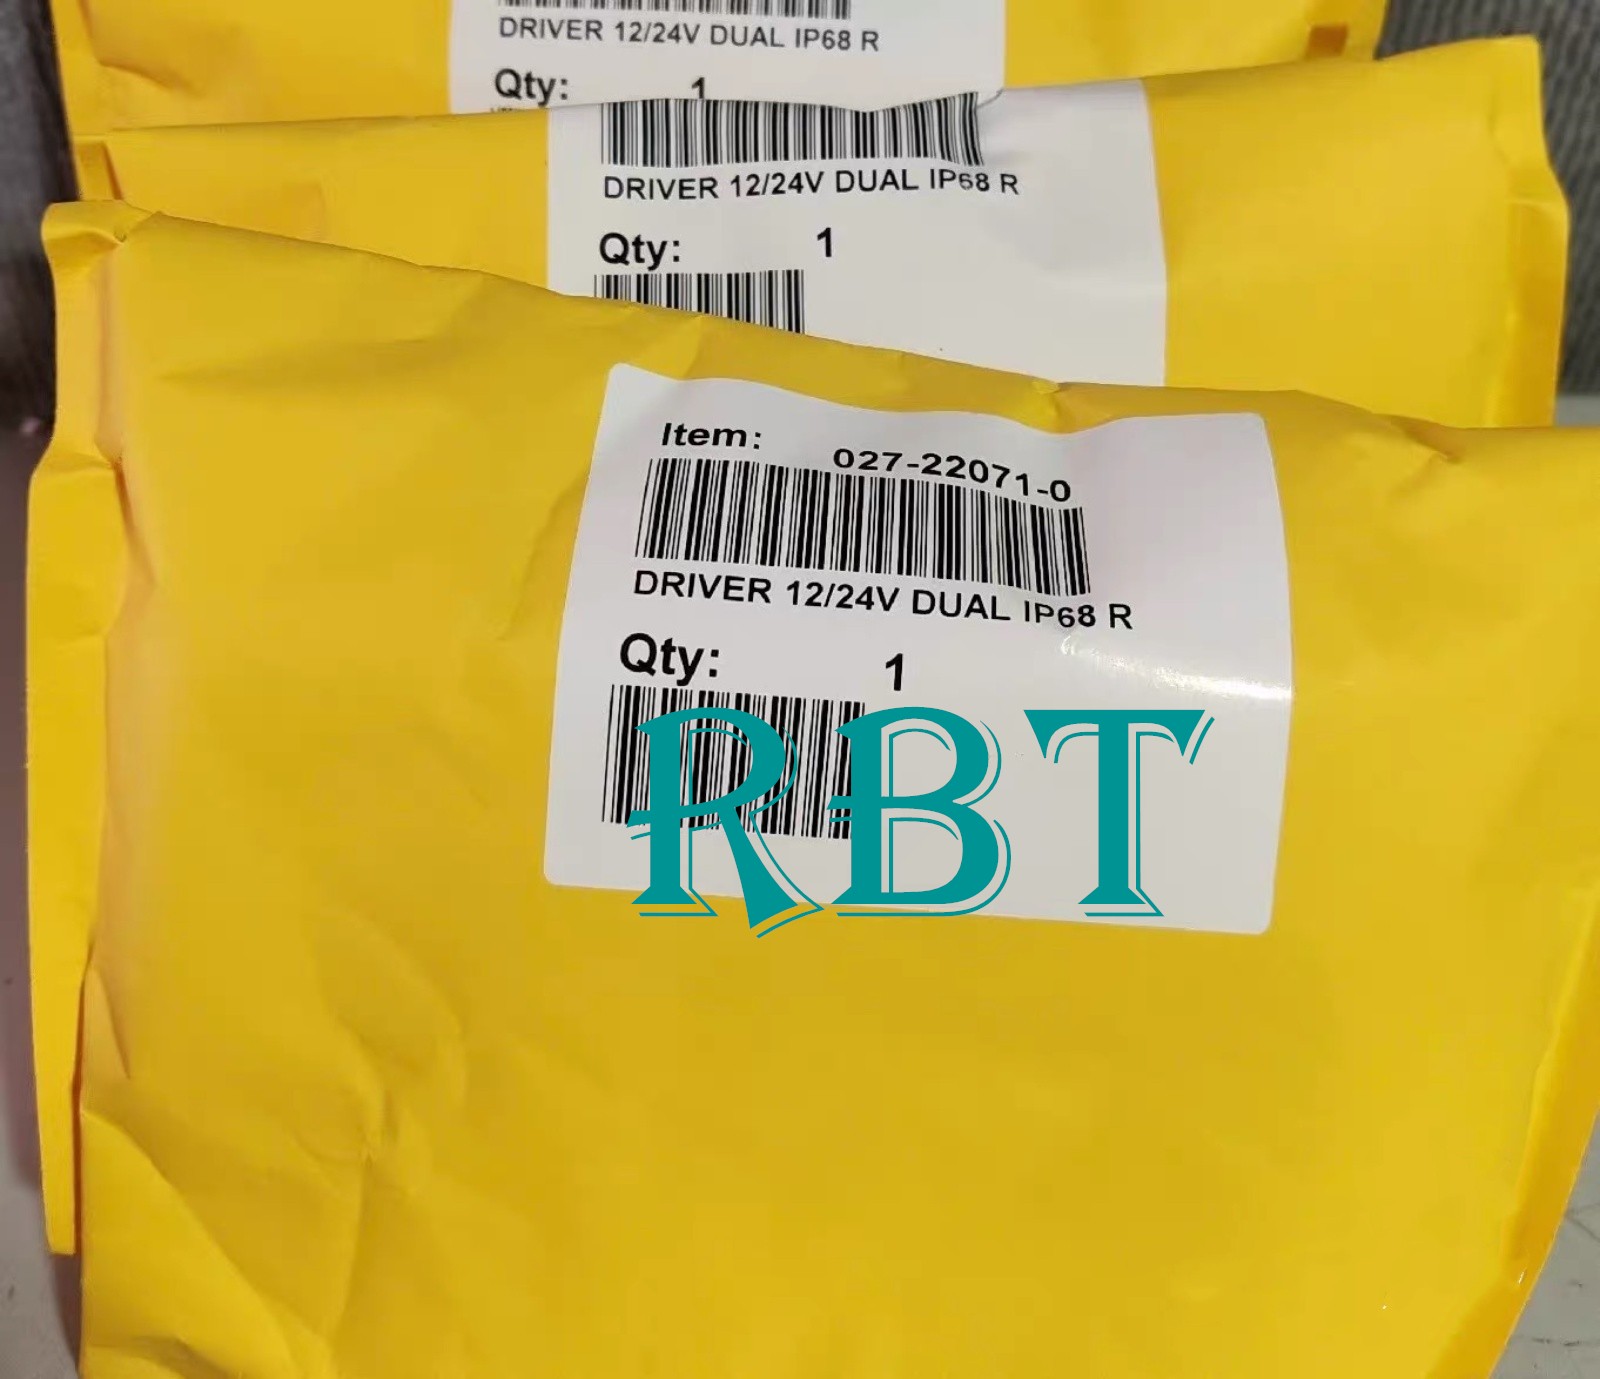 DRIVER 12/24V DUAL IP68 R
Qty: 1
DRIVER 12/24V DUAL IP68 R
Qty: 1
Item: 027-22071-0
DRIVER 12/24V DUAL IP68 R
Qty: 1
RBT